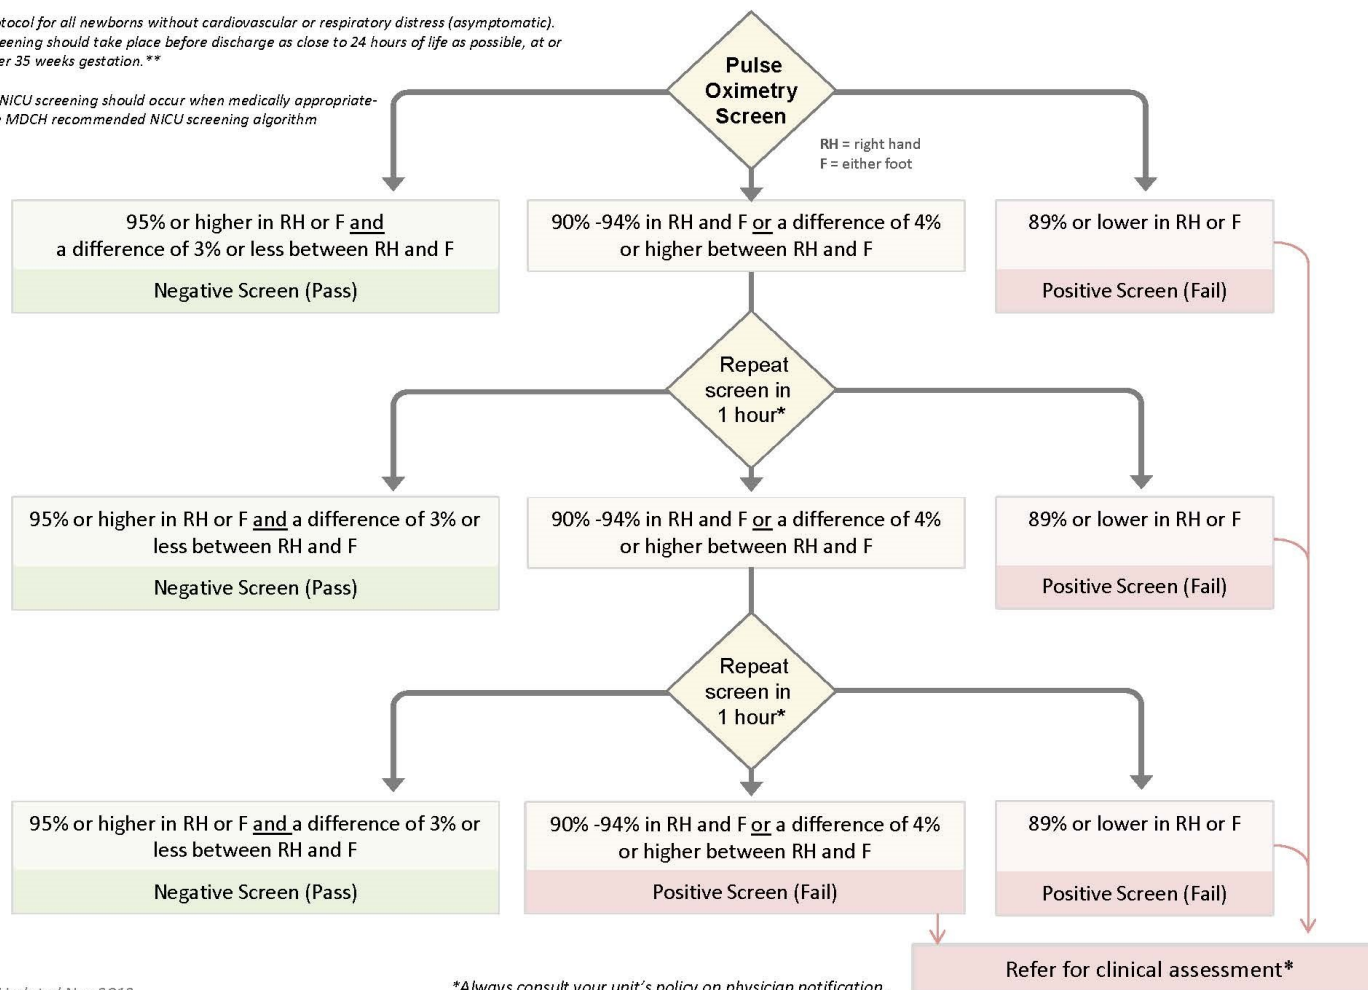 otocol for all newborns without cardiovascular or respiratory distress (asymptomatic).
eening should take place before discharge as close to 24 hours of life as possible, at or
er 35 weeks gestation.**
NICU screening should occur when medically appropriate-
e MDCH recommended NICU screening algorithm
Pulse
Oximetry
Screen
RH = right hand
F = either foot
95% or higher in RH or F and
a difference of 3% or less between RH and F
Negative Screen (Pass)
90% -94% in RH and F or a difference of 4%
or higher between RH and F
89% or lower in RH or F
Positive Screen (Fail)
Repeat
screen in
1 hour*
95% or higher in RH or F and a difference of 3% or
less between RH and F
Negative Screen (Pass)
90% -94% in RH and F or a difference of 4%
or higher between RH and F
89% or lower in RH or F
Positive Screen (Fail)
Repeat
screen in
1 hour*
95% or higher in RH or F and a difference of 3% or
less between RH and F
Negative Screen (Pass)
90% -94% in RH and F or a difference of 4%
or higher between RH and F
Positive Screen (Fail)
89% or lower in RH or F
Positive Screen (Fail)
Refer for clinical assessment*
*Always consult your unit's policy on physician notification